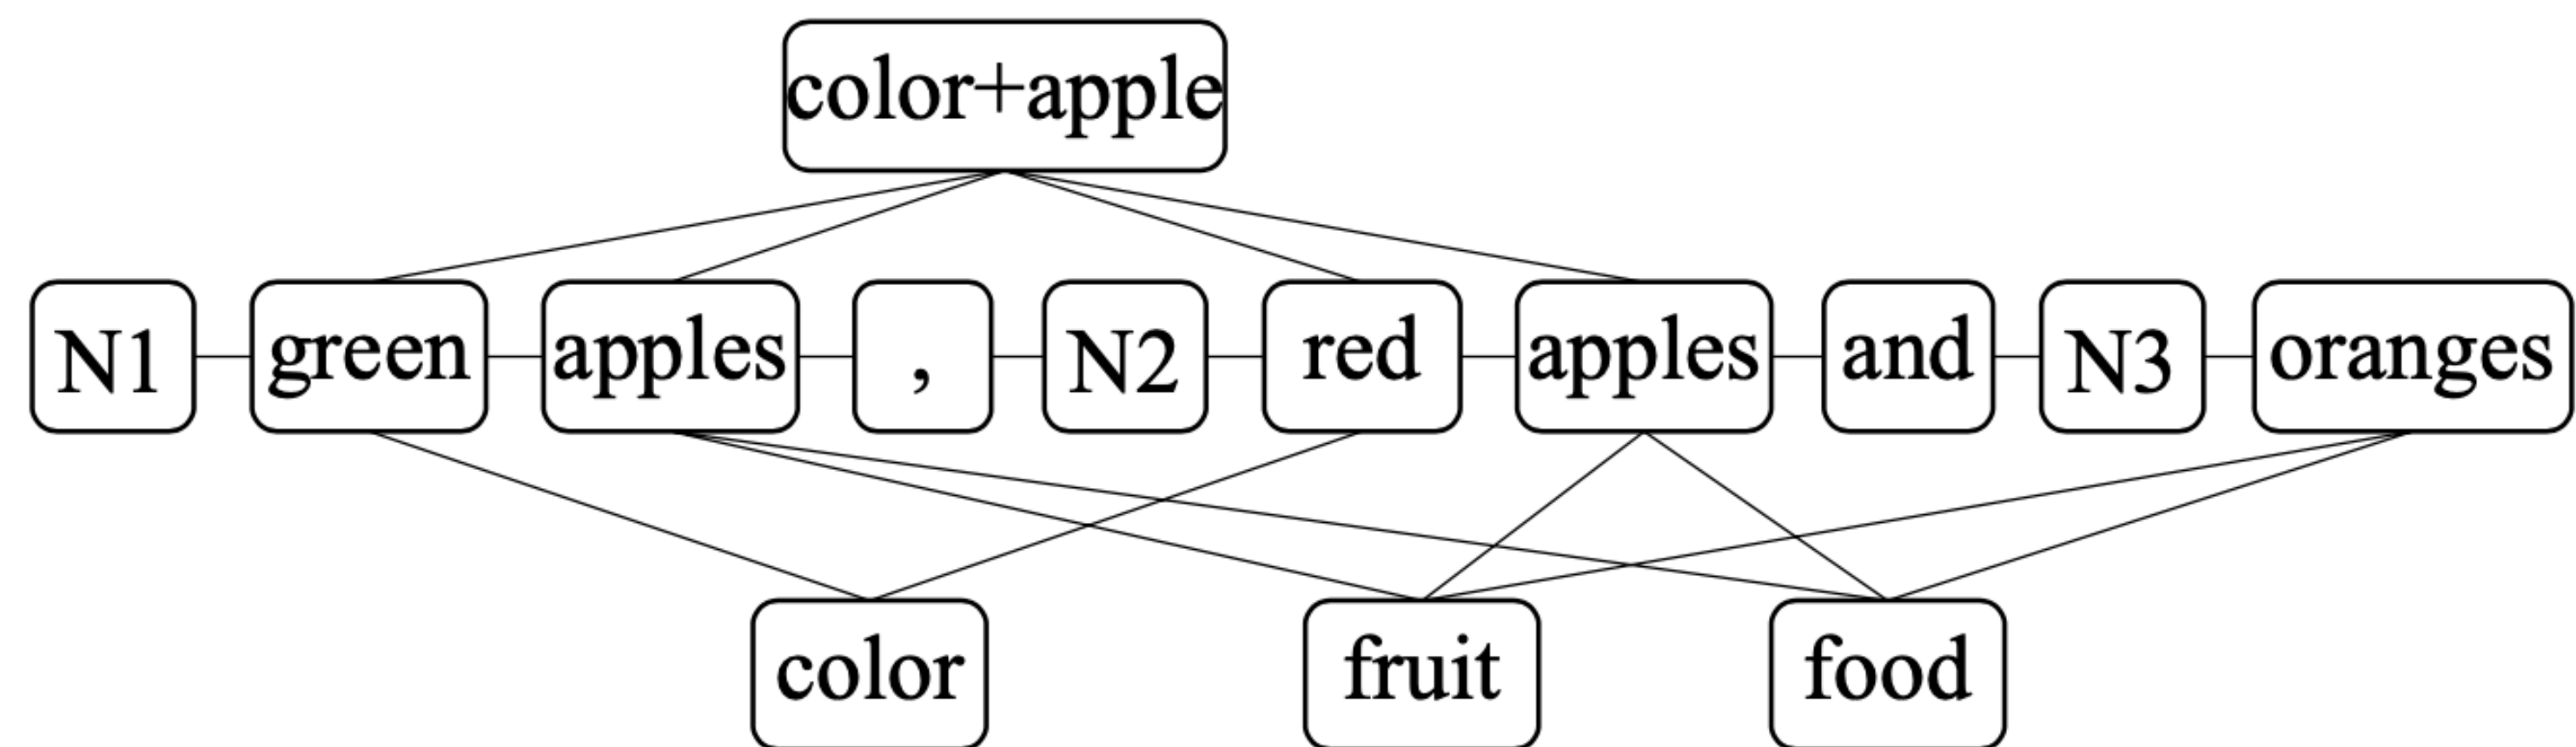 color+apple
N1 green apples , N2 red apples and N3 oranges
color fruit food